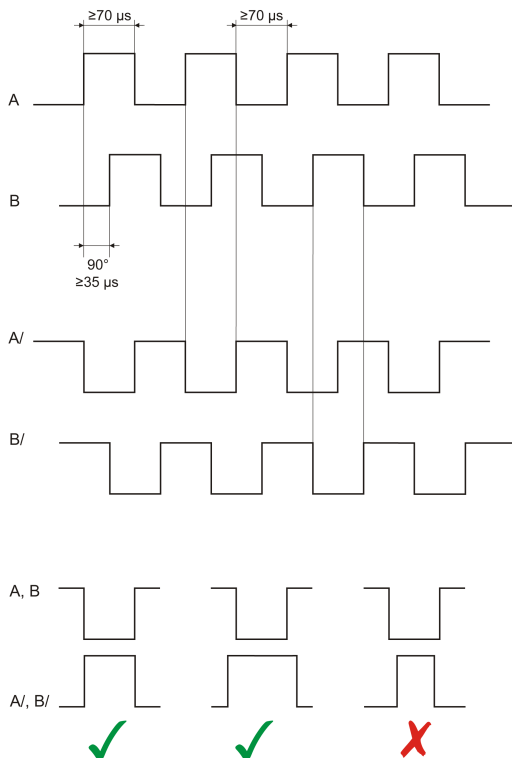 ≥70 µs ≥70 µs
A
B
90°
≥35 µs
A/
B/
A, B
A/, B/